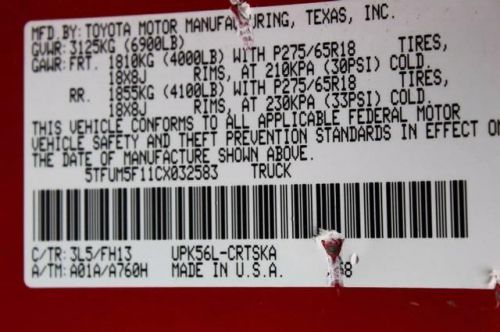 MFD. BY: TOYOTA MOTOR MANUFACTURING, TEXAS, INC.
GVWR: 3125KG (6900LB)
GAWR: FRT. 1810KG (4000LB) WITH P275/65R18 TIRES,
18X8J RIMS, AT 210KPA (30PSI) COLD.
RR. 1855KG (4100LB) WITH P275/65R18 TIRES,
18X8J RIMS, AT 230KPA (33PSI) COLD.
THIS VEHICLE CONFORMS TO ALL APPLICABLE FEDERAL MOTOR
VEHICLE SAFETY AND THEFT PREVENTION STANDARDS IN EFFECT ON
THE DATE OF MANUFACTURE SHOWN ABOVE.
5TFUM5F11CX032583 TRUCK
C/TR: 3L5/FH13 UPK56L-CRTSKA
A/TM: A01A/A760H MADE IN U.S.A. 68